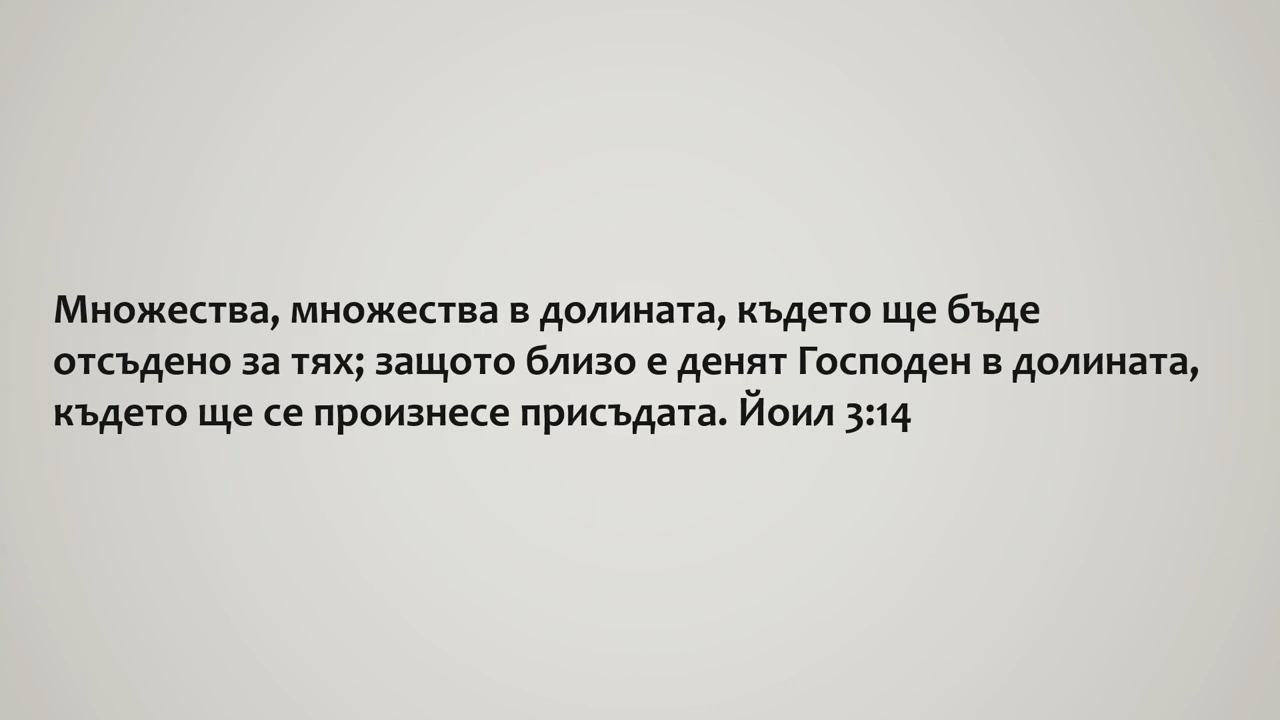 Множества, множества в долината, където ще бъде
отсъдено за тях; защото близо е денят Господен в долината,
където ще се произнесе присъдата. Йоил 3:14